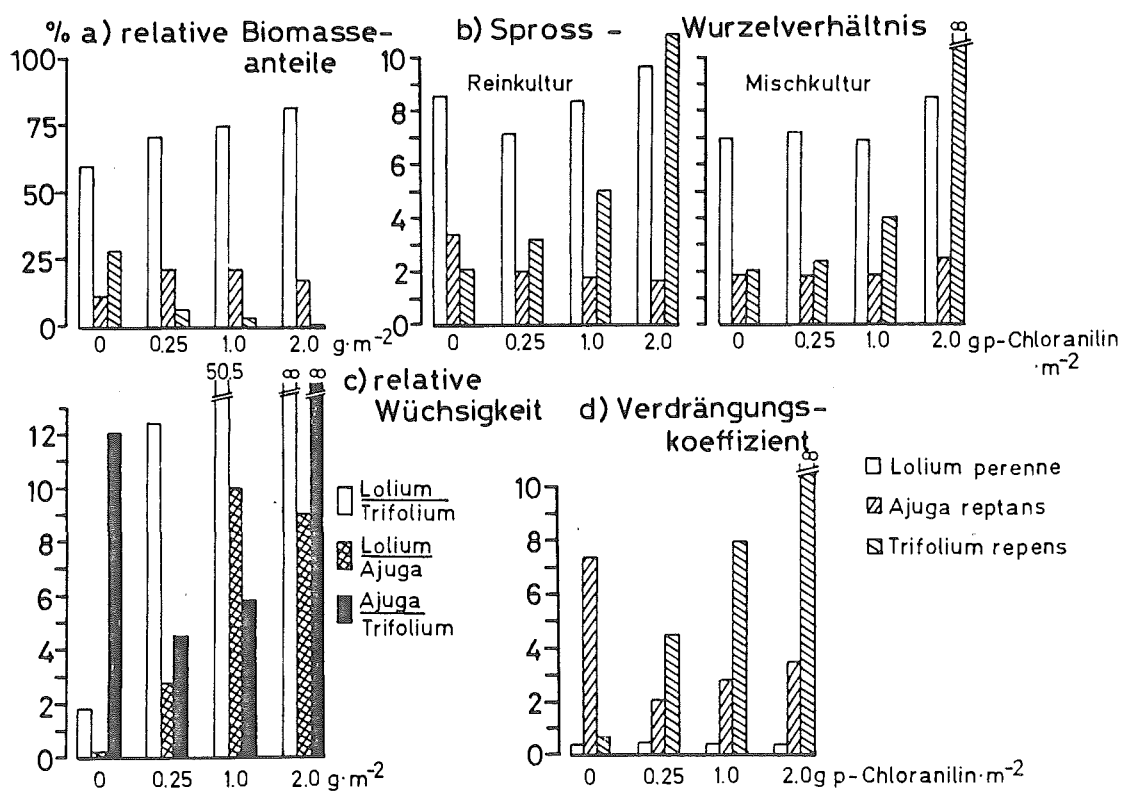 % a) relative Biomasse-
anteile
100
75
50
25
0
0 0.25 1.0 2.0 g·m-2
b) Spross - Wurzelverhältnis
Reinkultur
Mischkultur
10
8
6
4
2
0
0 0.25 1.0 2.0
∞
0 0.25 1.0 2.0 g p-Chloranilin
·m-2
c) relative
Wüchsigkeit
50.5 ∞ ∞
12
10
8
6
4
2
0
0 0.25 1.0 2.0 g·m-2
Lolium
Trifolium
Lolium
Ajuga
Ajuga
Trifolium
d) Verdrängungs-
koeffizient
∞
10
8
6
4
2
0
0 0.25 1.0 2.0 g p-Chloranilin·m-2
Lolium perenne
Ajuga reptans
Trifolium repens